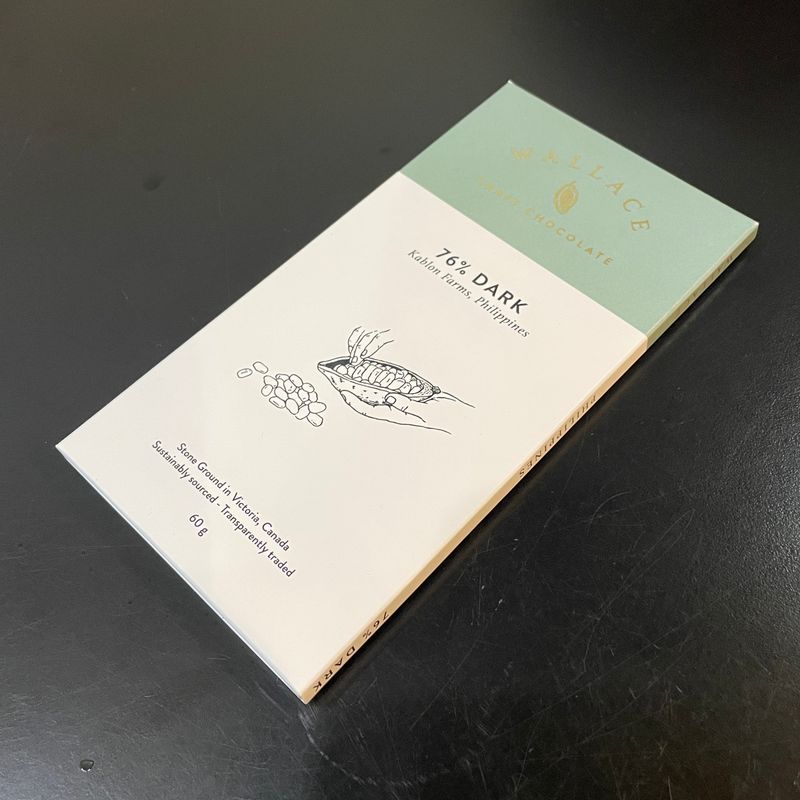 WALLACE
CRAFT CHOCOLATE
76% DARK
Kablon Farms, Philippines
Stone Ground in Victoria, Canada
Sustainably sourced - Transparently traded
60 g
76% DARK
PHILIPPINES